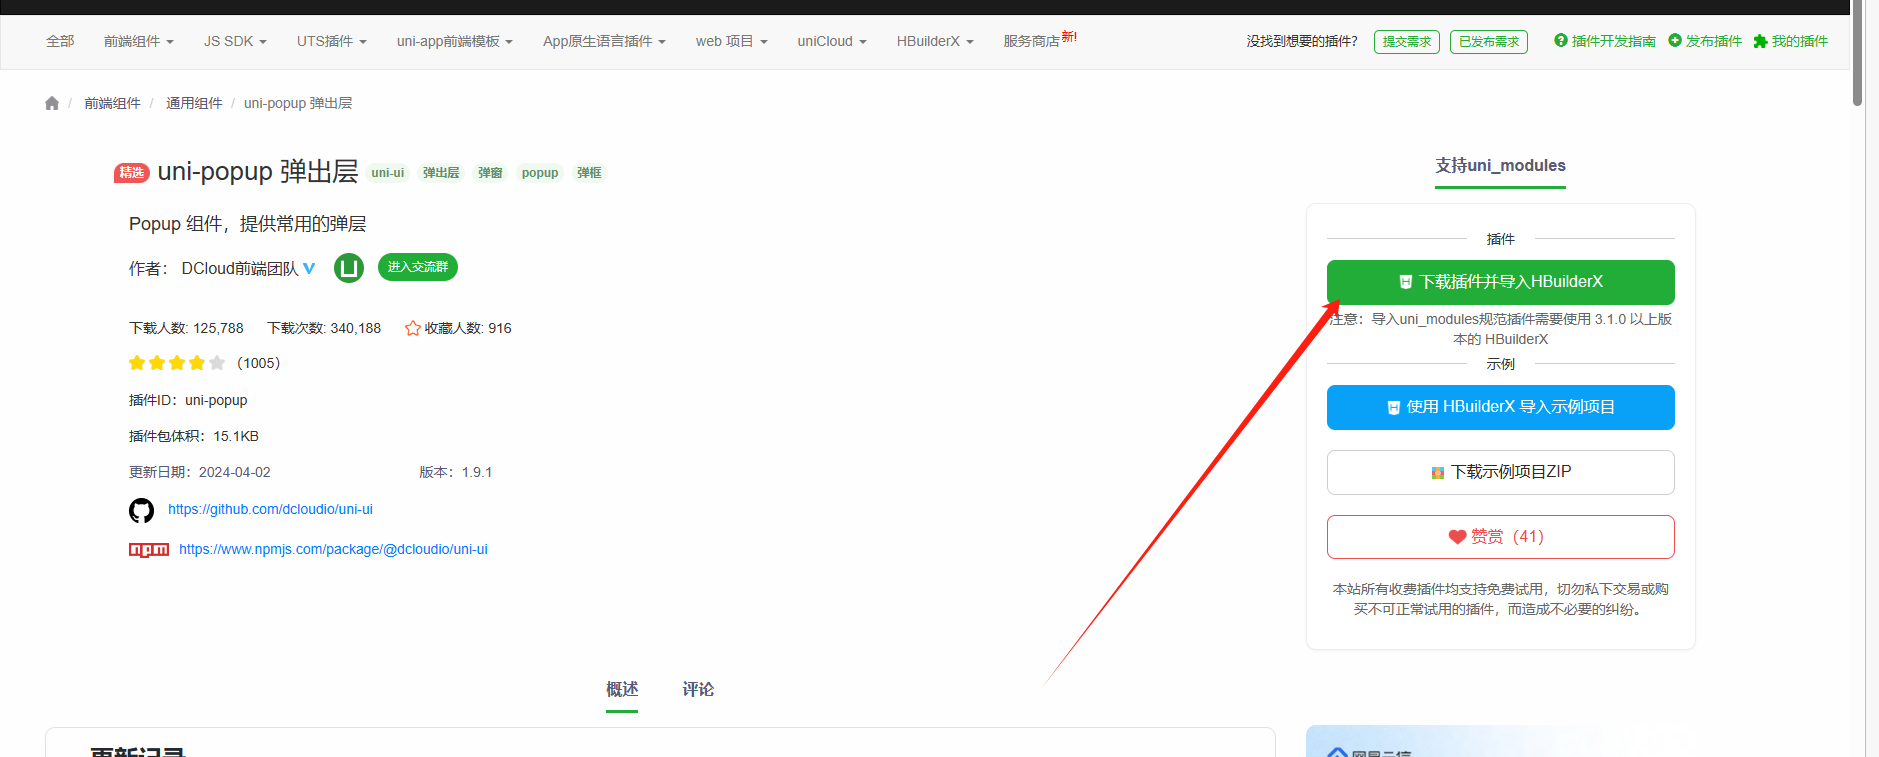 全部 前端组件 JS SDK UTS插件 uni-app前端模板 App原生语言插件 web 项目 uniCloud HBuilderX 服务商店 新! 没找到想要的插件? 提交需求 已发布需求 插件开发指南 发布插件 我的插件
/ 前端组件 / 通用组件 / uni-popup 弹出层
精选 uni-popup 弹出层 uni-ui 弹出层 弹窗 popup 弹框
Popup 组件，提供常用的弹层
作者： DCloud前端团队 进入交流群
下载人数: 125,788 下载次数: 340,188 收藏人数: 916
（1005）
插件ID：uni-popup
插件包体积：15.1KB
更新日期：2024-04-02 版本：1.9.1
https://github.com/dcloudio/uni-ui
npm https://www.npmjs.com/package/@dcloudio/uni-ui
支持uni_modules
插件
下载插件并导入HBuilderX
注意：导入uni_modules规范插件需要使用 3.1.0 以上版
本的 HBuilderX
示例
使用 HBuilderX 导入示例项目
下载示例项目ZIP
赞赏（41）
本站所有收费插件均支持免费试用，切勿私下交易或购
买不可正常试用的插件，而造成不必要的纠纷。
概述 评论
更新记录
网易云信